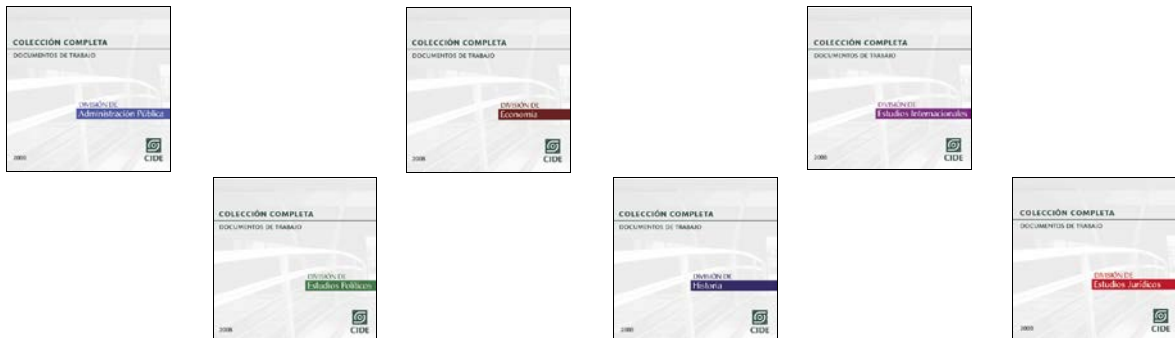 COLECCIÓN COMPLETA
DOCUMENTOS DE TRABAJO
DIVISIÓN DE
Administración Pública
CIDE
COLECCIÓN COMPLETA
DOCUMENTOS DE TRABAJO
DIVISIÓN DE
Economía
2008
CIDE
COLECCIÓN COMPLETA
DOCUMENTOS DE TRABAJO
DIVISIÓN DE
Estudios Internacionales
CIDE
COLECCIÓN COMPLETA
DOCUMENTOS DE TRABAJO
DIVISIÓN DE
Estudios Políticos
2008
CIDE
COLECCIÓN COMPLETA
DOCUMENTOS DE TRABAJO
DIVISIÓN DE
Historia
CIDE
COLECCIÓN COMPLETA
DOCUMENTOS DE TRABAJO
DIVISIÓN DE
Estudios Jurídicos
CIDE